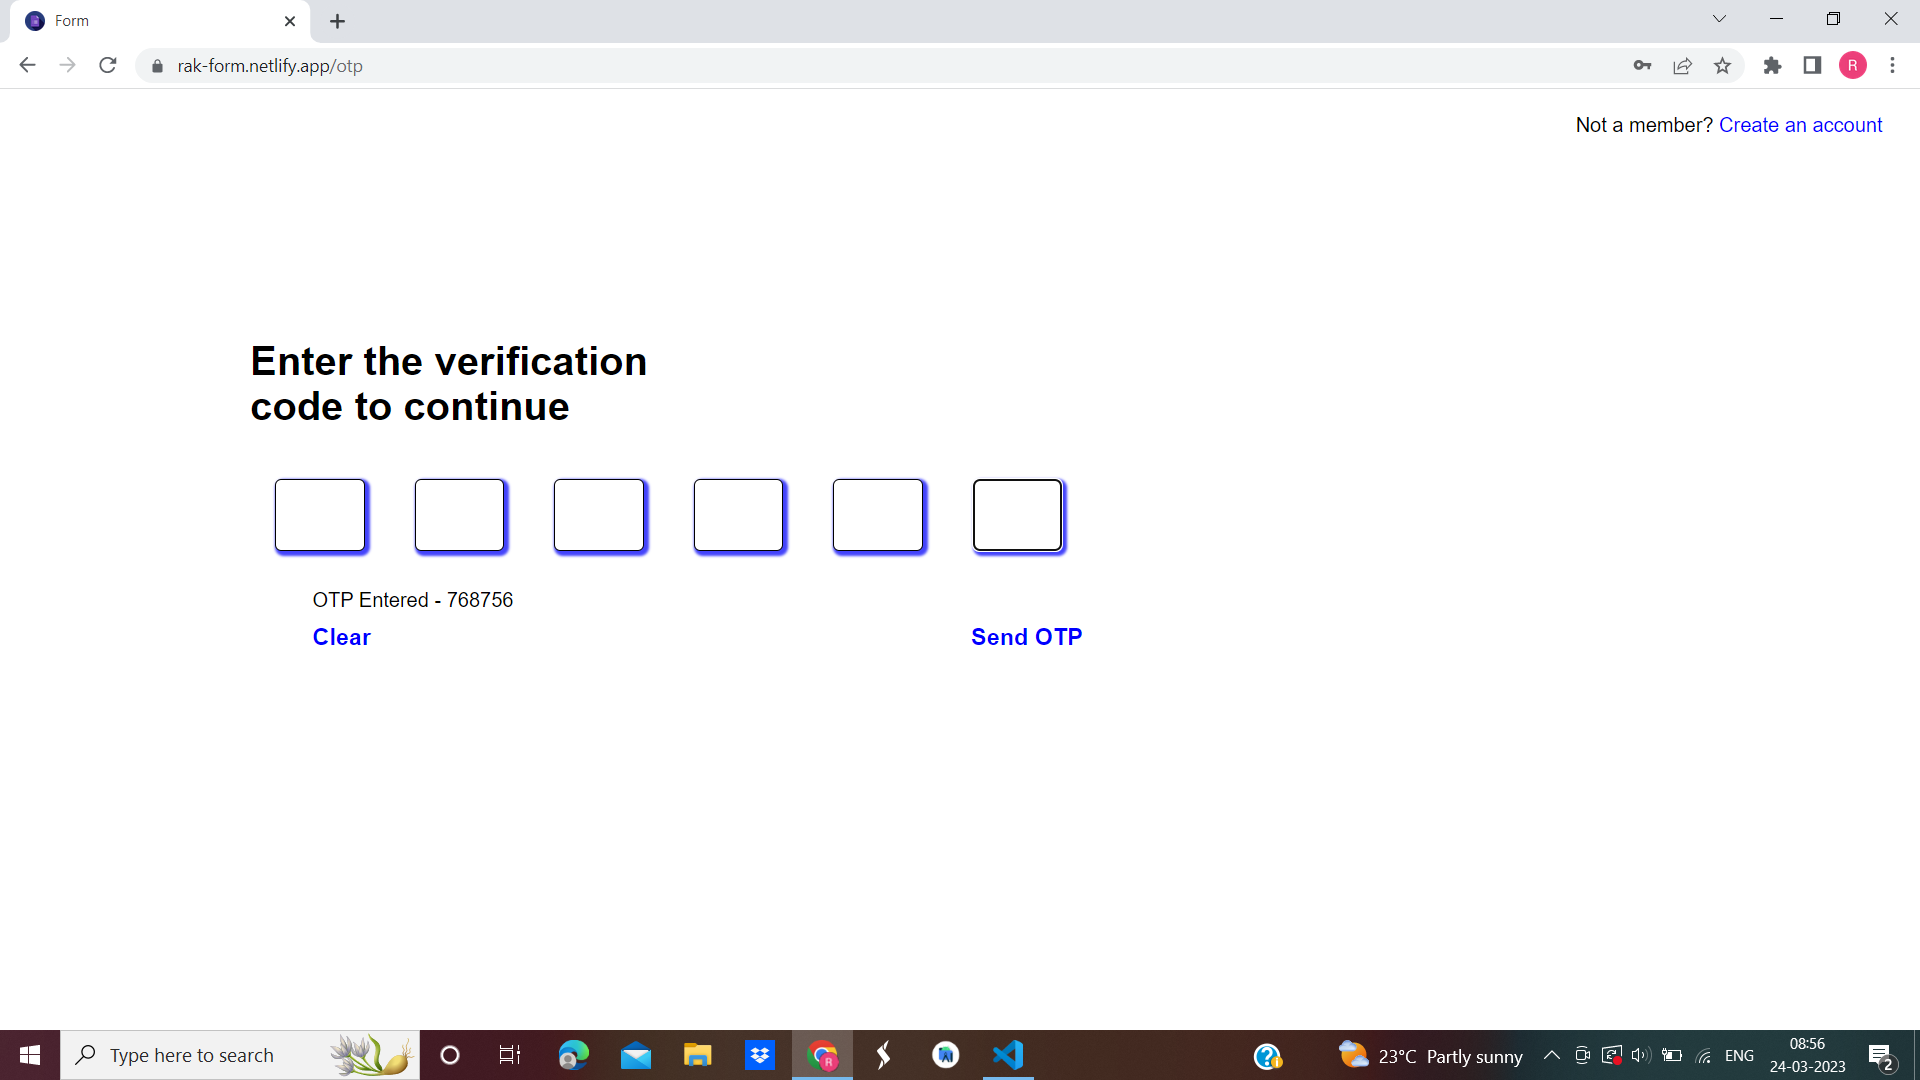 Form
rak-form.netlify.app/otp
R
Not a member? Create an account
Enter the verification
code to continue
OTP Entered - 768756
Clear
Send OTP
Type here to search
R
23°C Partly sunny
ENG
08:56
24-03-2023
2